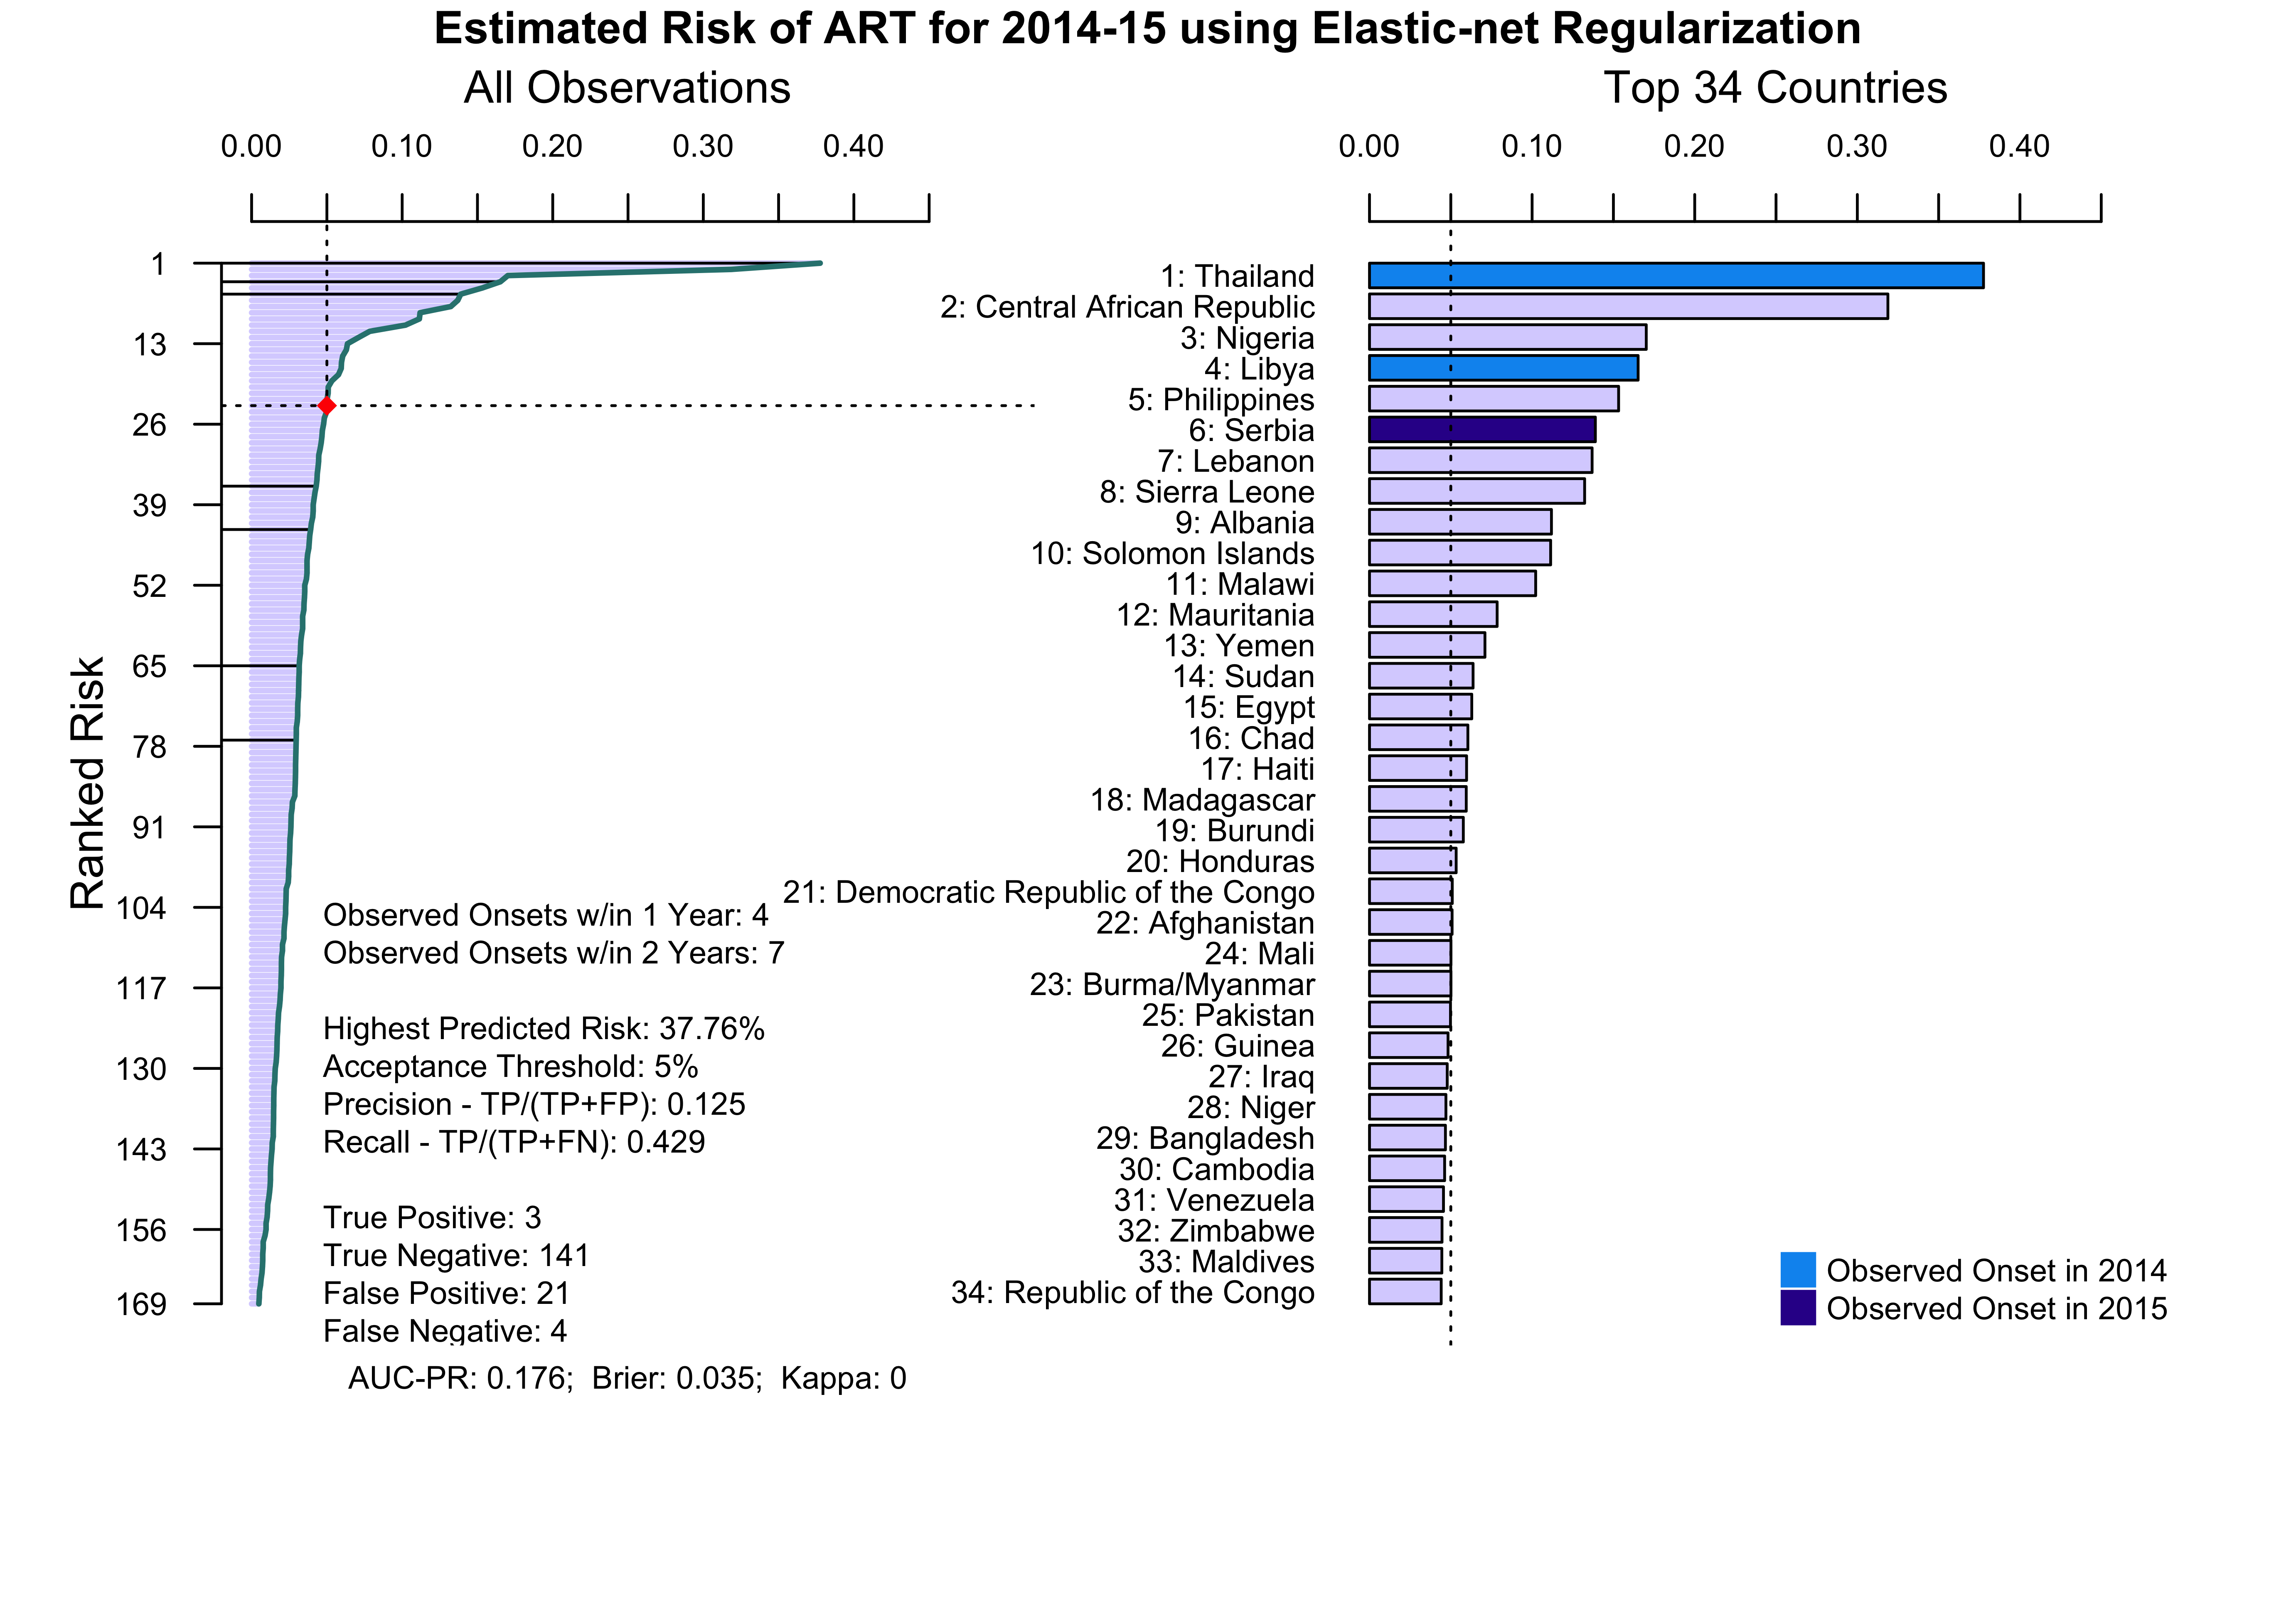 Estimated Risk of ART for 2014-15 using Elastic-net Regularization
All Observations
0.00 0.10 0.20 0.30 0.40
Ranked Risk
1
13
26
39
52
65
78
91
104
117
130
143
156
169
Observed Onsets w/in 1 Year: 4
Observed Onsets w/in 2 Years: 7
Highest Predicted Risk: 37.76%
Acceptance Threshold: 5%
Precision - TP/(TP+FP): 0.125
Recall - TP/(TP+FN): 0.429
True Positive: 3
True Negative: 141
False Positive: 21
False Negative: 4
AUC-PR: 0.176; Brier: 0.035; Kappa: 0
Top 34 Countries
0.00 0.10 0.20 0.30 0.40
1: Thailand
2: Central African Republic
3: Nigeria
4: Libya
5: Philippines
6: Serbia
7: Lebanon
8: Sierra Leone
9: Albania
10: Solomon Islands
11: Malawi
12: Mauritania
13: Yemen
14: Sudan
15: Egypt
16: Chad
17: Haiti
18: Madagascar
19: Burundi
20: Honduras
21: Democratic Republic of the Congo
22: Afghanistan
24: Mali
23: Burma/Myanmar
25: Pakistan
26: Guinea
27: Iraq
28: Niger
29: Bangladesh
30: Cambodia
31: Venezuela
32: Zimbabwe
33: Maldives
34: Republic of the Congo
Observed Onset in 2014
Observed Onset in 2015